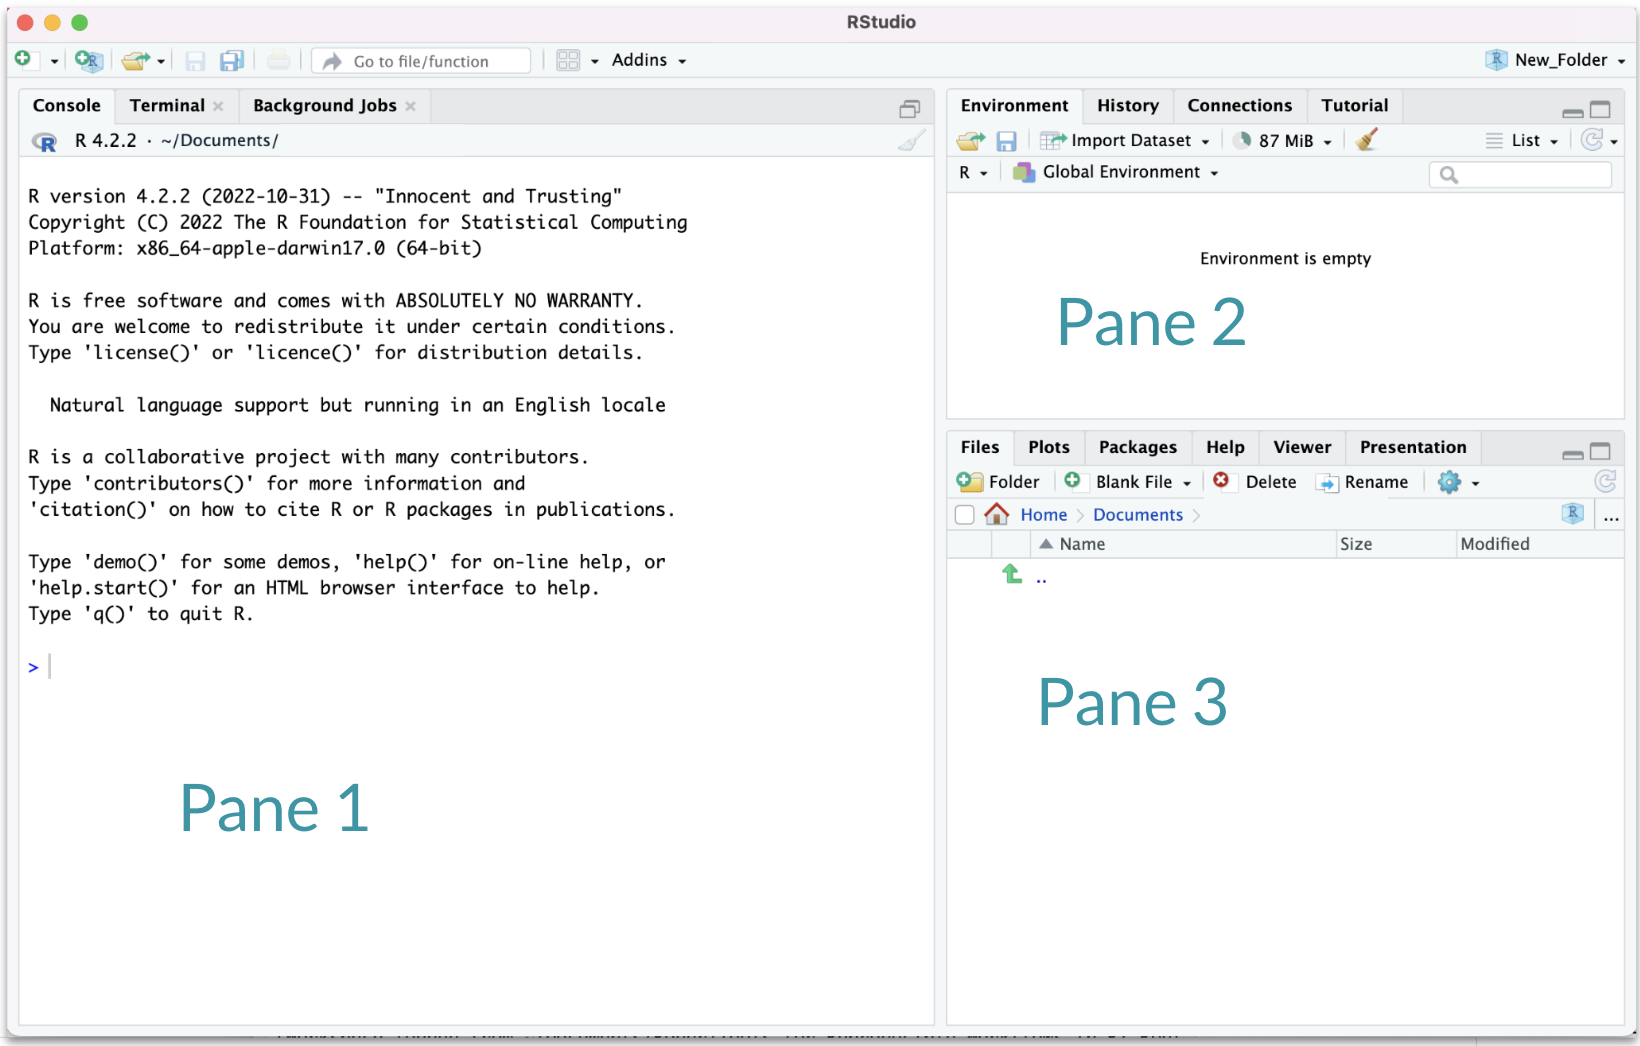 RStudio
Go to file/function
Addins
New_Folder
Console Terminal Background Jobs
R 4.2.2 · ~/Documents/
R version 4.2.2 (2022-10-31) -- "Innocent and Trusting"
Copyright (C) 2022 The R Foundation for Statistical Computing
Platform: x86_64-apple-darwin17.0 (64-bit)
R is free software and comes with ABSOLUTELY NO WARRANTY.
You are welcome to redistribute it under certain conditions.
Type 'license()' or 'licence()' for distribution details.
Natural language support but running in an English locale
R is a collaborative project with many contributors.
Type 'contributors()' for more information and
'citation()' on how to cite R or R packages in publications.
Type 'demo()' for some demos, 'help()' for on-line help, or
'help.start()' for an HTML browser interface to help.
Type 'q()' to quit R.
>
Pane 1
Environment History Connections Tutorial
Import Dataset 87 MiB List
R Global Environment
Environment is empty
Pane 2
Files Plots Packages Help Viewer Presentation
Folder Blank File Delete Rename
Home Documents ...
Name Size Modified
..
Pane 3